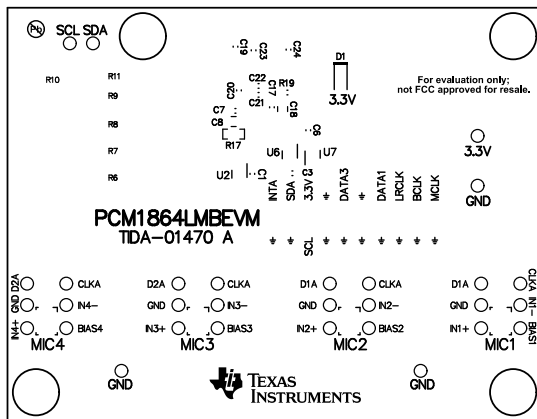 Pb
SCL SDA
C19
C23
C24
D1
3.3V
R10
R11
R9
R8
R7
R6
C20
C22
C21
C17
R19
C18
C7
C8
R17
C6
U6
U7
U2
C1
For evaluation only;
not FCC approved for resale.
3.3V
GND
INTA
SDA
3.3V
C3
DATA3
DATA1
LRCLK
BCLK
MCLK
SCL
PCM1864LMBEVM
TIDA-01470 A
D2A
CLKA
GND
IN4-
IN4+
BIAS4
MIC4
D2A
CLKA
GND
IN3-
IN3+
BIAS3
MIC3
D1A
CLKA
GND
IN2-
IN2+
BIAS2
MIC2
D1A
CLKA
GND
IN1-
IN1+
BIAS1
MIC1
GND
TEXAS
INSTRUMENTS
GND